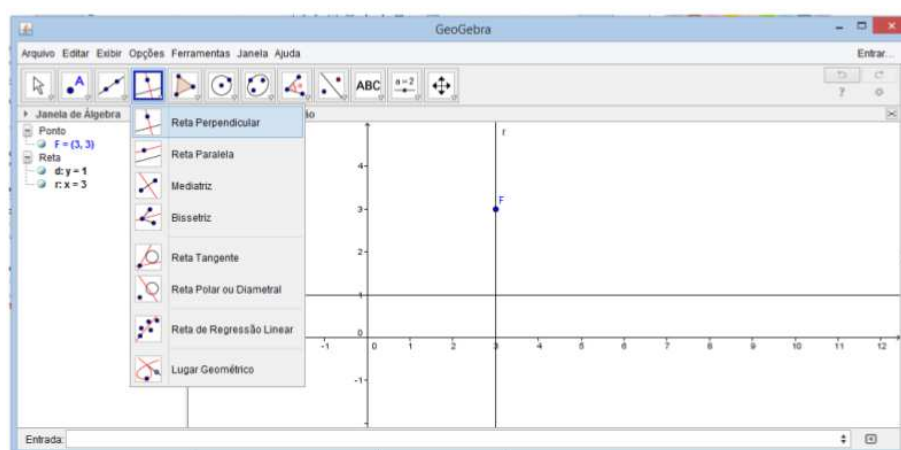 GeoGebra
Arquivo Editar Exibir Opções Ferramentas Janela Ajuda
Entrar...
A
ABC
a=2
?
Janela de Álgebra
Ponto
F = (3, 3)
Reta
d: y = 1
r: x = 3
Reta Perpendicular
Reta Paralela
Mediatriz
Bissetriz
Reta Tangente
Reta Polar ou Diametral
Reta de Regressão Linear
Lugar Geométrico
r
F
4
3
2
1
0
-1
-1 0 1 2 3 4 5 6 7 8 9 10 11 12
Entrada: